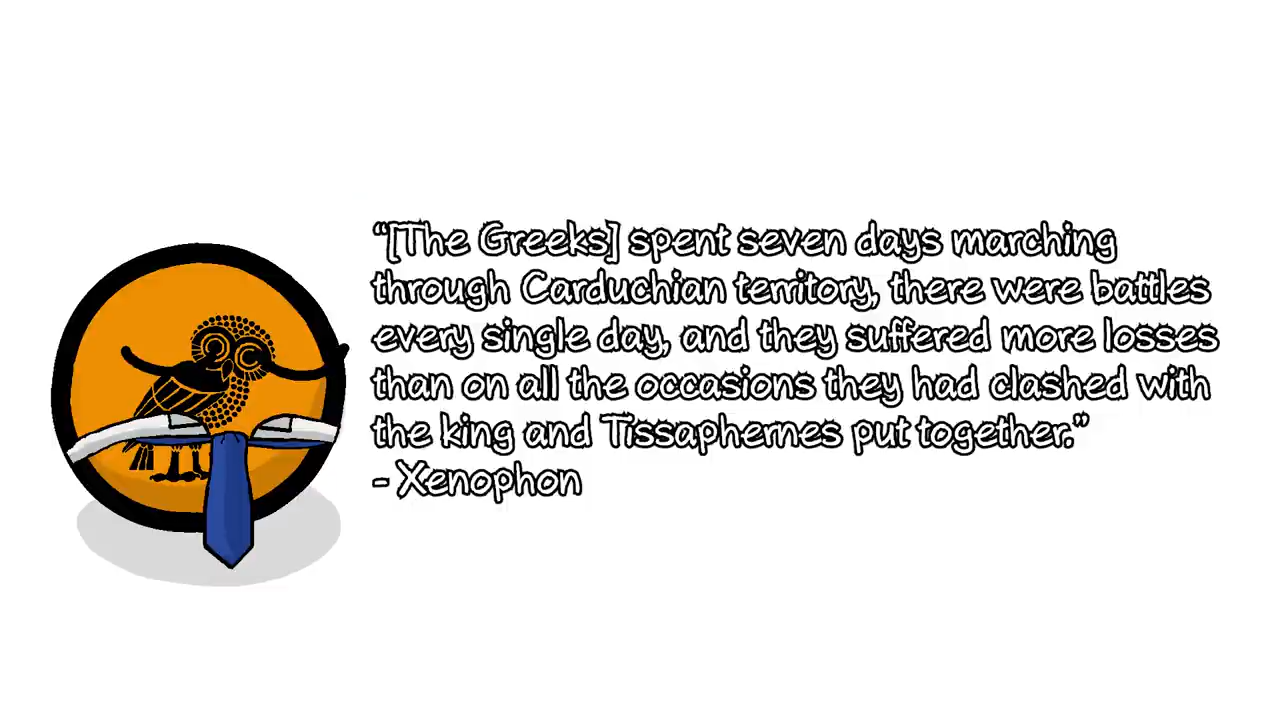 “[The Greeks] spent seven days marching
through Carduchian territory, there were battles
every single day, and they suffered more losses
than on all the occasions they had clashed with
the king and Tissaphernes put together.”
- Xenophon